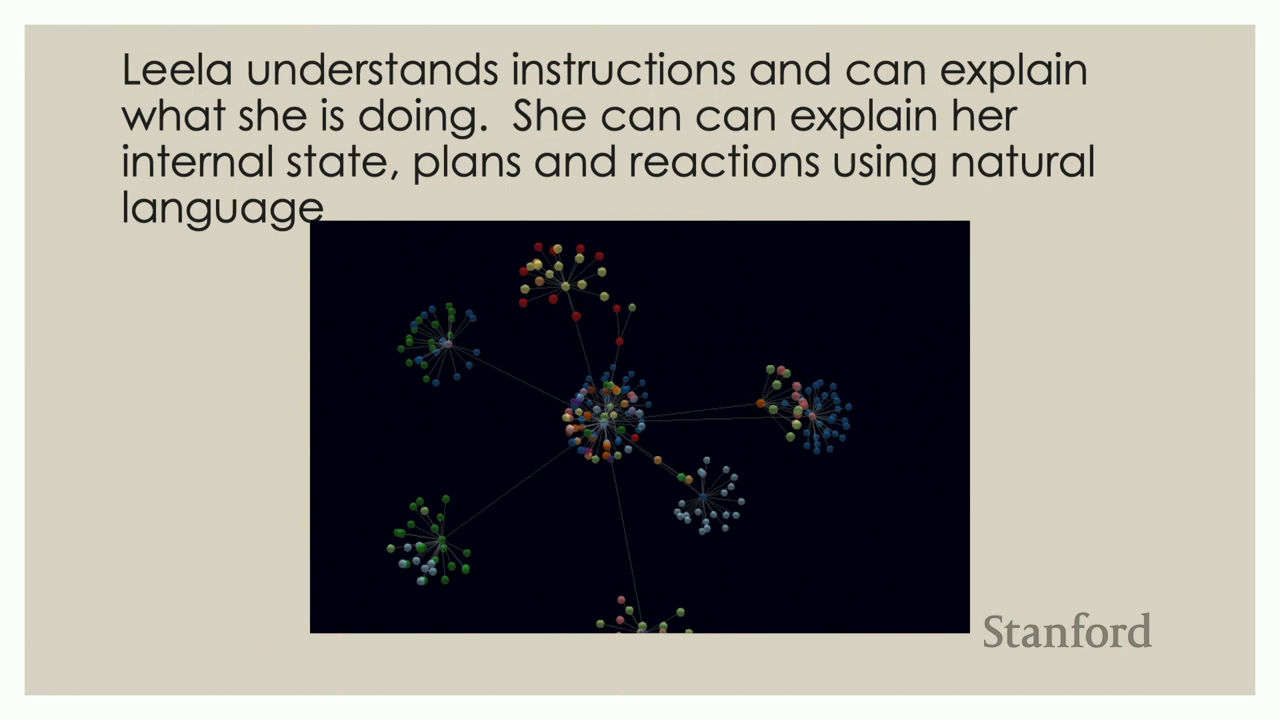 Leela understands instructions and can explain
what she is doing.  She can can explain her
internal state, plans and reactions using natural
language
Stanford